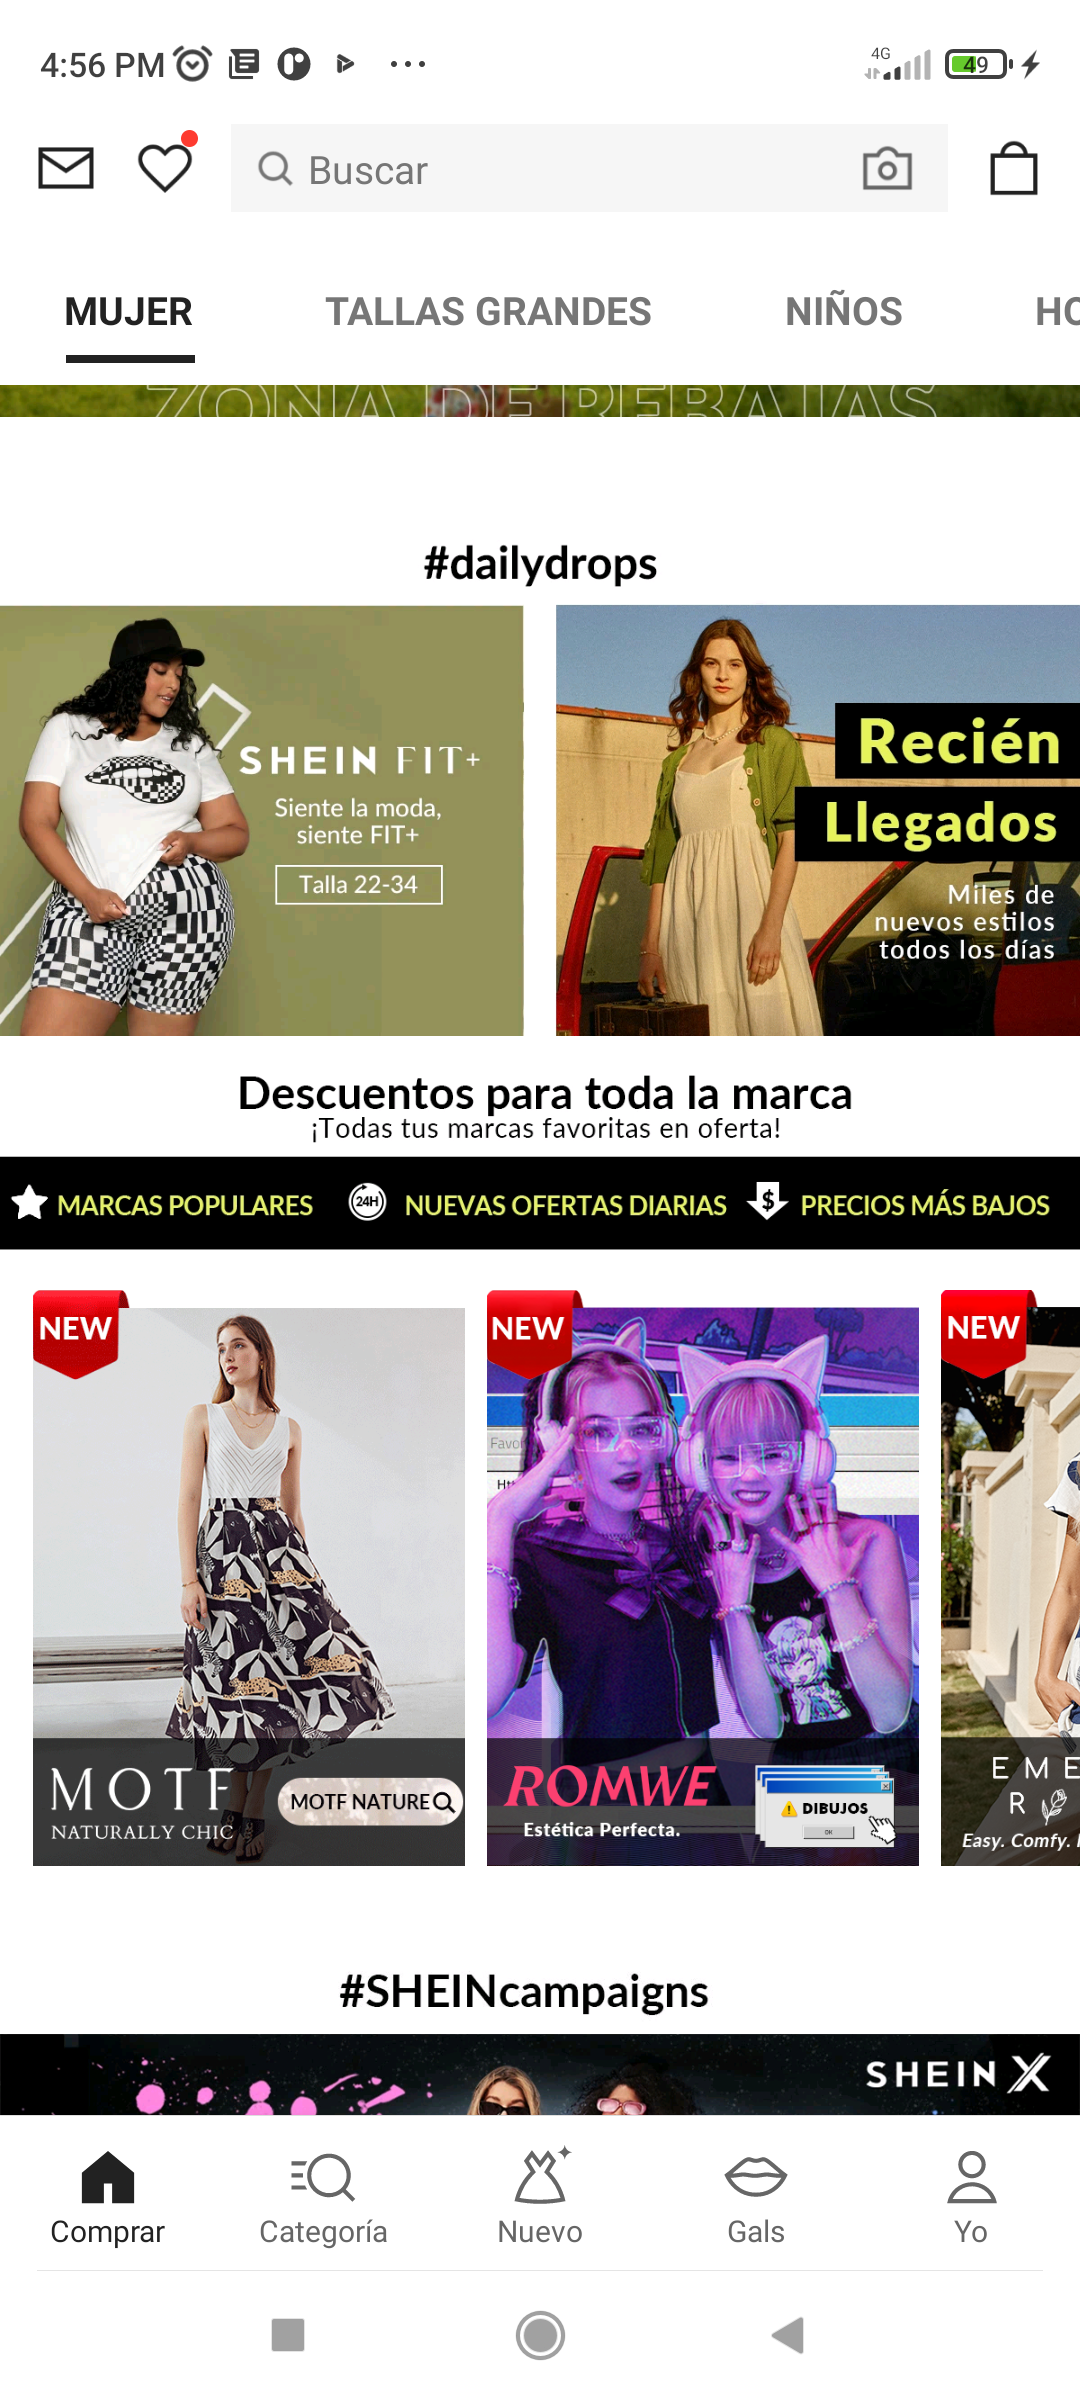 4:56 PM
4G
49
Buscar
MUJER
TALLAS GRANDES
NIÑOS
HO
ZONA DE REBAJAS
#dailydrops
SHEIN FIT+
Siente la moda,
siente FIT+
Talla 22-34
Recién
Llegados
Miles de
nuevos estilos
todos los días
Descuentos para toda la marca
¡Todas tus marcas favoritas en oferta!
MARCAS POPULARES
24H
NUEVAS OFERTAS DIARIAS
$
PRECIOS MÁS BAJOS
NEW
MOTF
NATURALLY CHIC
MOTF NATURE
NEW
Favor
Htt
ROMWE
Estética Perfecta.
DIBUJOS
OK
NEW
EME
R
Easy. Comfy.
#SHEINcampaigns
SHEIN X
Comprar
Categoría
Nuevo
Gals
Yo